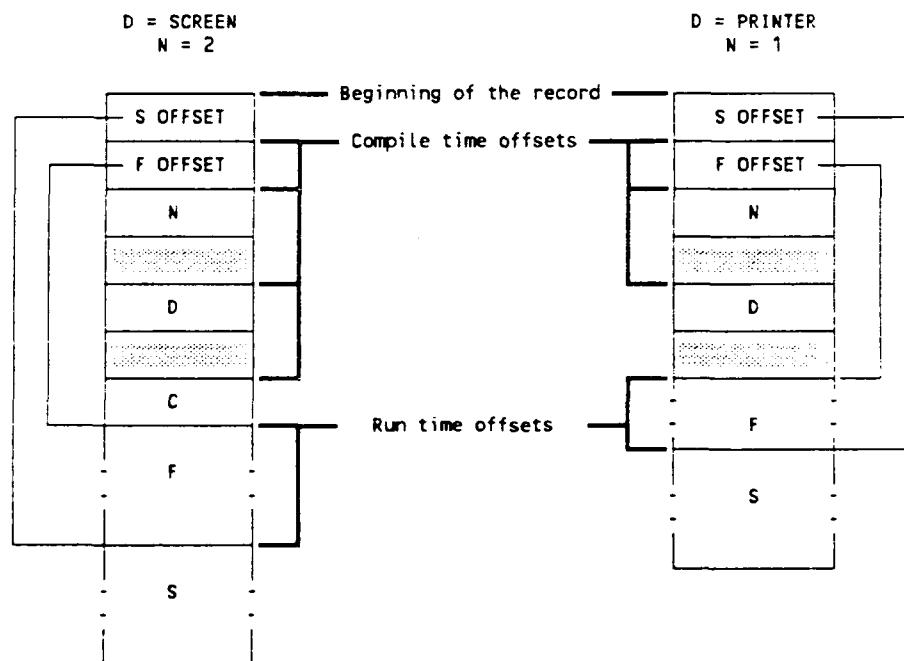 D = SCREEN
N = 2
D = PRINTER
N = 1
Beginning of the record
S OFFSET
S OFFSET
Compile time offsets
F OFFSET
F OFFSET
N
N
D
D
C
Run time offsets
F
F
S
S